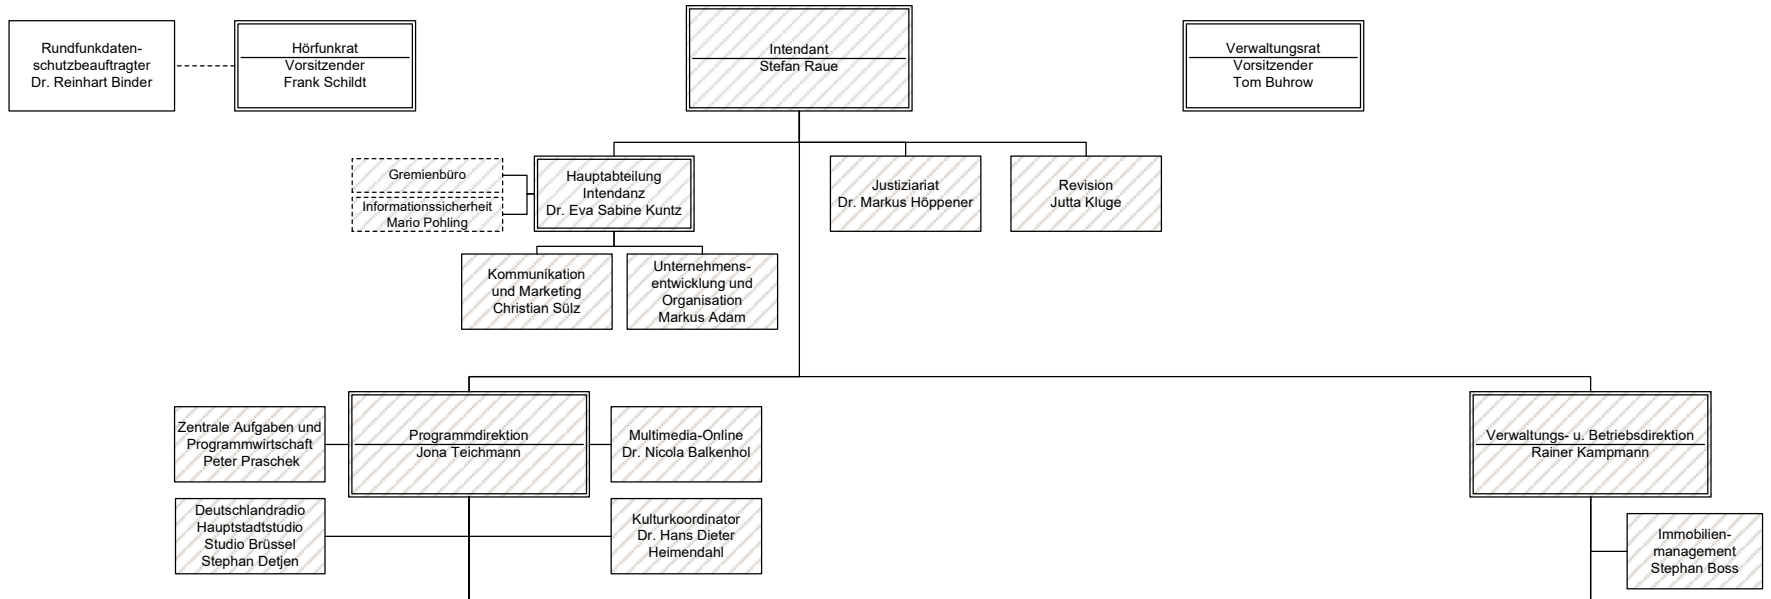 Rundfunkdaten-
schutzbeauftragter
Dr. Reinhart Binder
Hörfunkrat
Vorsitzender
Frank Schildt
Intendant
Stefan Raue
Verwaltungsrat
Vorsitzender
Tom Buhrow
Gremienbüro
Informationssicherheit
Mario Pohling
Hauptabteilung
Intendanz
Dr. Eva Sabine Kuntz
Justiziariat
Dr. Markus Höppener
Revision
Jutta Kluge
Kommunikation
und Marketing
Christian Sülz
Unternehmens-
entwicklung und
Organisation
Markus Adam
Zentrale Aufgaben und
Programmwirtschaft
Peter Praschek
Programmdirektion
Jona Teichmann
Multimedia-Online
Dr. Nicola Balkenhol
Verwaltungs- u. Betriebsdirektion
Rainer Kampmann
Deutschlandradio
Hauptstadtstudio
Studio Brüssel
Stephan Detjen
Kulturkoordinator
Dr. Hans Dieter
Heimendahl
Immobilien-
management
Stephan Boss